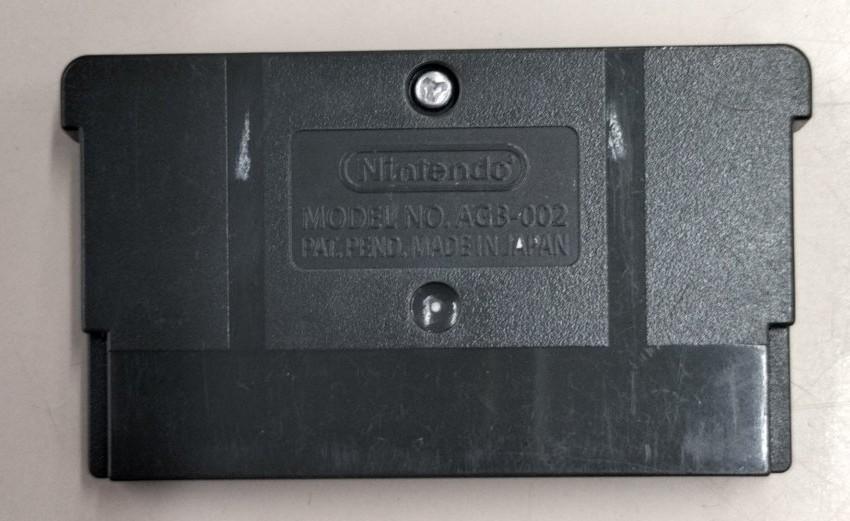 Nintendo®
MODEL NO. AGB-002
PAT. PEND. MADE IN JAPAN